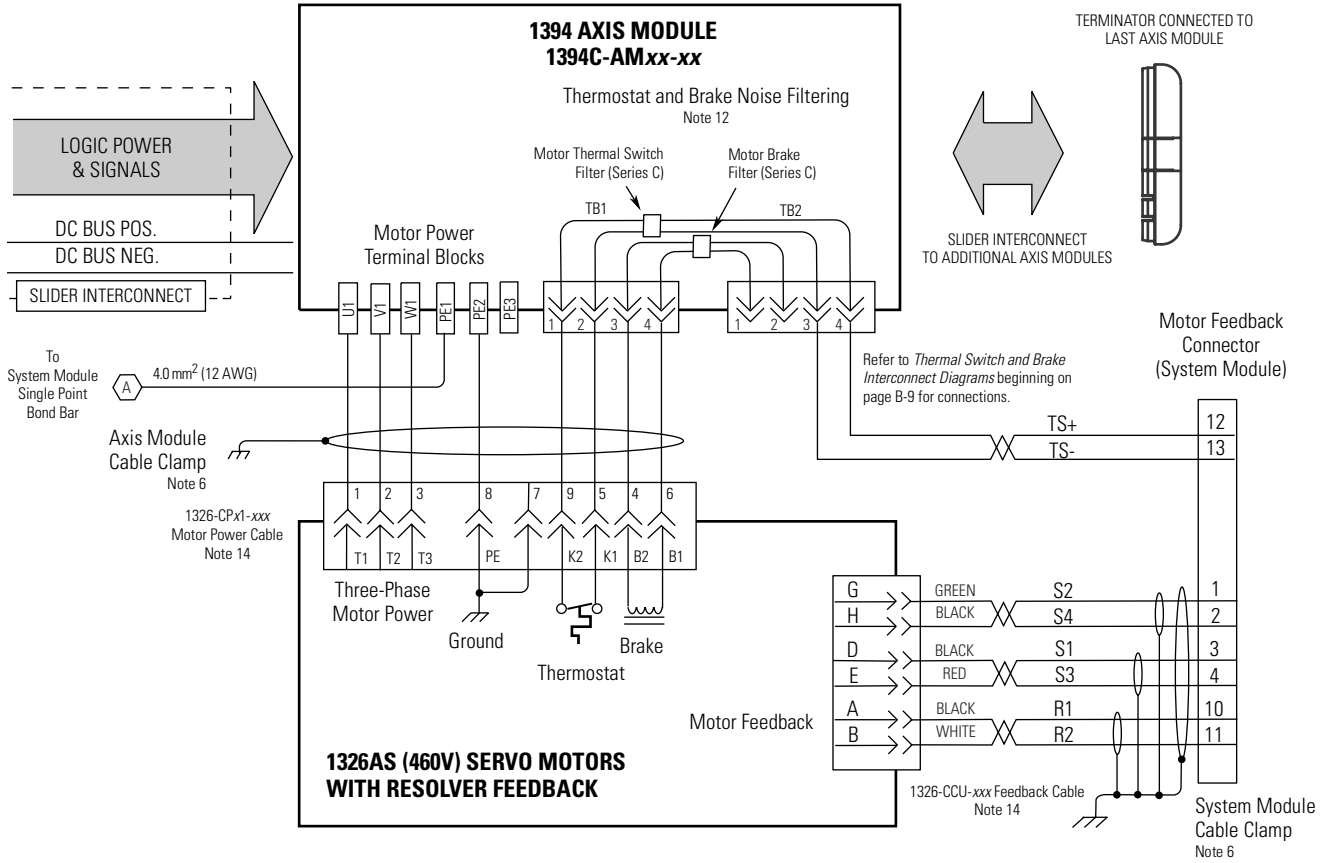 1394 AXIS MODULE
1394C-AMxx-xx
TERMINATOR CONNECTED TO
LAST AXIS MODULE
Thermostat and Brake Noise Filtering
Note 12
LOGIC POWER
& SIGNALS
Motor Thermal Switch
Filter (Series C)
Motor Brake
Filter (Series C)
TB1
TB2
DC BUS POS.
DC BUS NEG.
SLIDER INTERCONNECT
Motor Power
Terminal Blocks
SLIDER INTERCONNECT
TO ADDITIONAL AXIS MODULES
U1
V1
W1
PE1
PE2
PE3
1 2 3 4
1 2 3 4
To
System Module
Single Point
Bond Bar
A
4.0 mm2 (12 AWG)
Refer to Thermal Switch and Brake
Interconnect Diagrams beginning on
page B-9 for connections.
Motor Feedback
Connector
(System Module)
TS+ 12
TS- 13
Axis Module
Cable Clamp
Note 6
1326-CPx1-xxx
Motor Power Cable
Note 14
1 2 3 8 7 9 5 4 6
T1 T2 T3 PE K2 K1 B2 B1
Three-Phase
Motor Power
Ground
Thermostat
Brake
Motor Feedback
G GREEN S2 1
H BLACK S4 2
D BLACK S1 3
E RED S3 4
A BLACK R1 10
B WHITE R2 11
1326AS (460V) SERVO MOTORS
WITH RESOLVER FEEDBACK
1326-CCU-xxx Feedback Cable
Note 14
System Module
Cable Clamp
Note 6